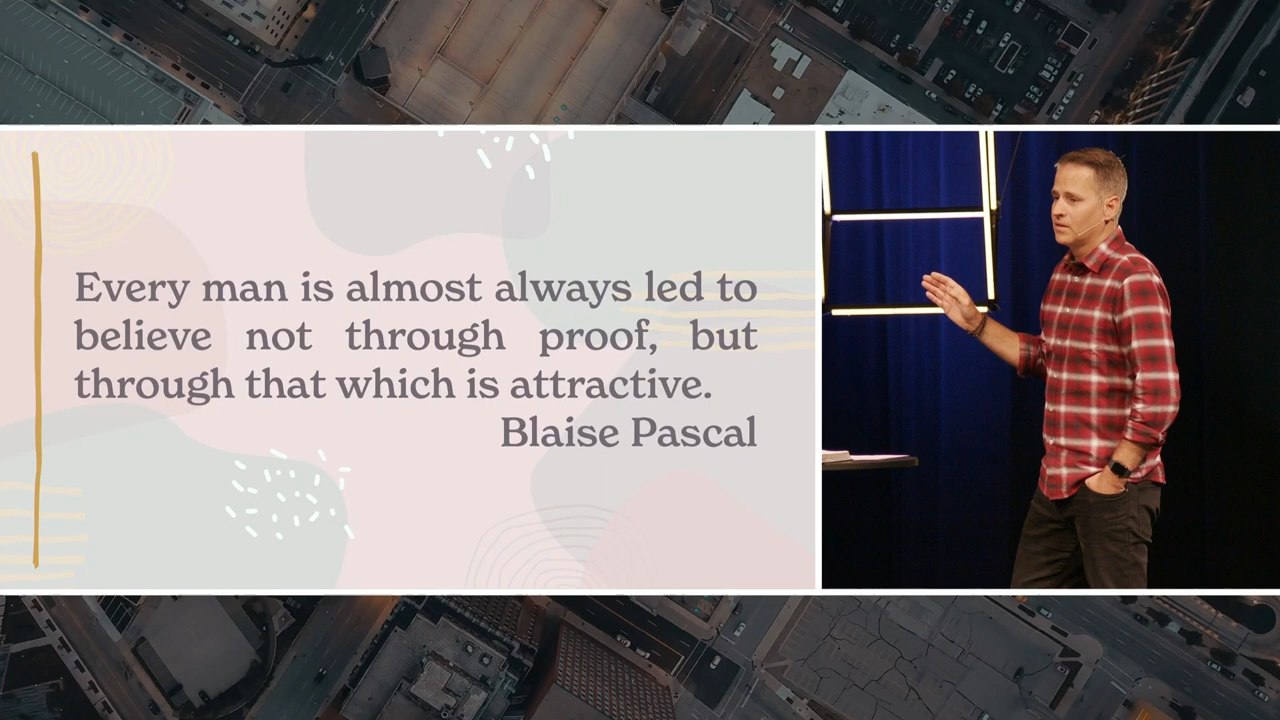 Every man is almost always led to
believe not through proof, but
through that which is attractive.
Blaise Pascal